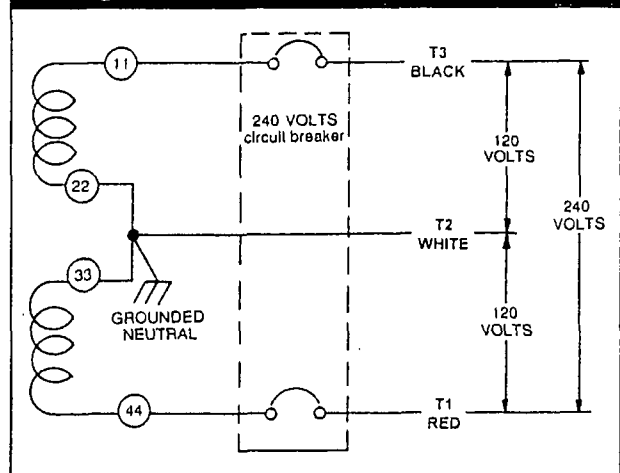 11
T3
BLACK
240 VOLTS
circuit breaker
120
VOLTS
22
240
VOLTS
T2
WHITE
33
GROUNDED
NEUTRAL
120
VOLTS
44
T1
RED